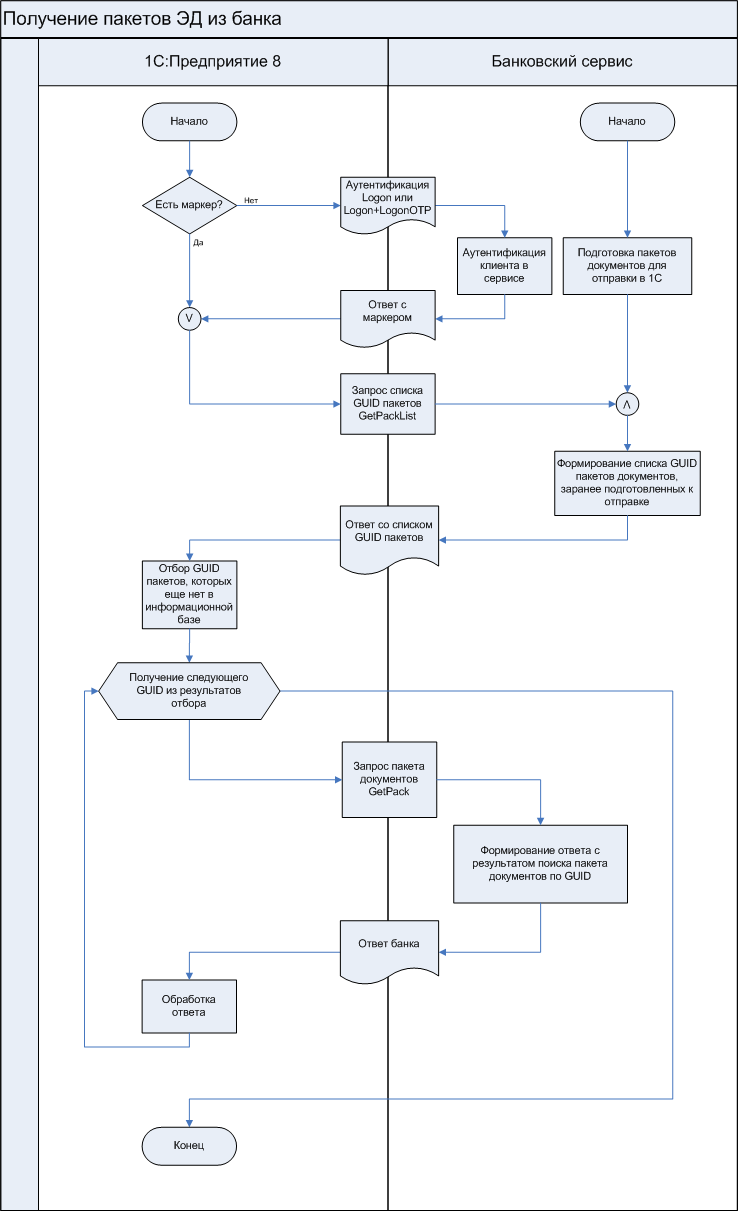 Получение пакетов ЭД из банка
1С:Предприятие 8
Банковский сервис
Начало
Начало
Есть маркер?
Нет
Да
Аутентификация
Logon или
Logon+LogonOTP
Аутентификация
клиента в
сервисе
Подготовка пакетов
документов для
отправки в 1С
Ответ с
маркером
V
Запрос списка
GUID пакетов
GetPackList
Λ
Формирование списка GUID
пакетов документов,
заранее подготовленных к
отправке
Ответ со списком
GUID пакетов
Отбор GUID
пакетов, которых
еще нет в
информационной
базе
Получение следующего
GUID из результатов
отбора
Запрос пакета
документов
GetPack
Формирование ответа с
результатом поиска пакета
документов по GUID
Ответ банка
Обработка
ответа
Конец